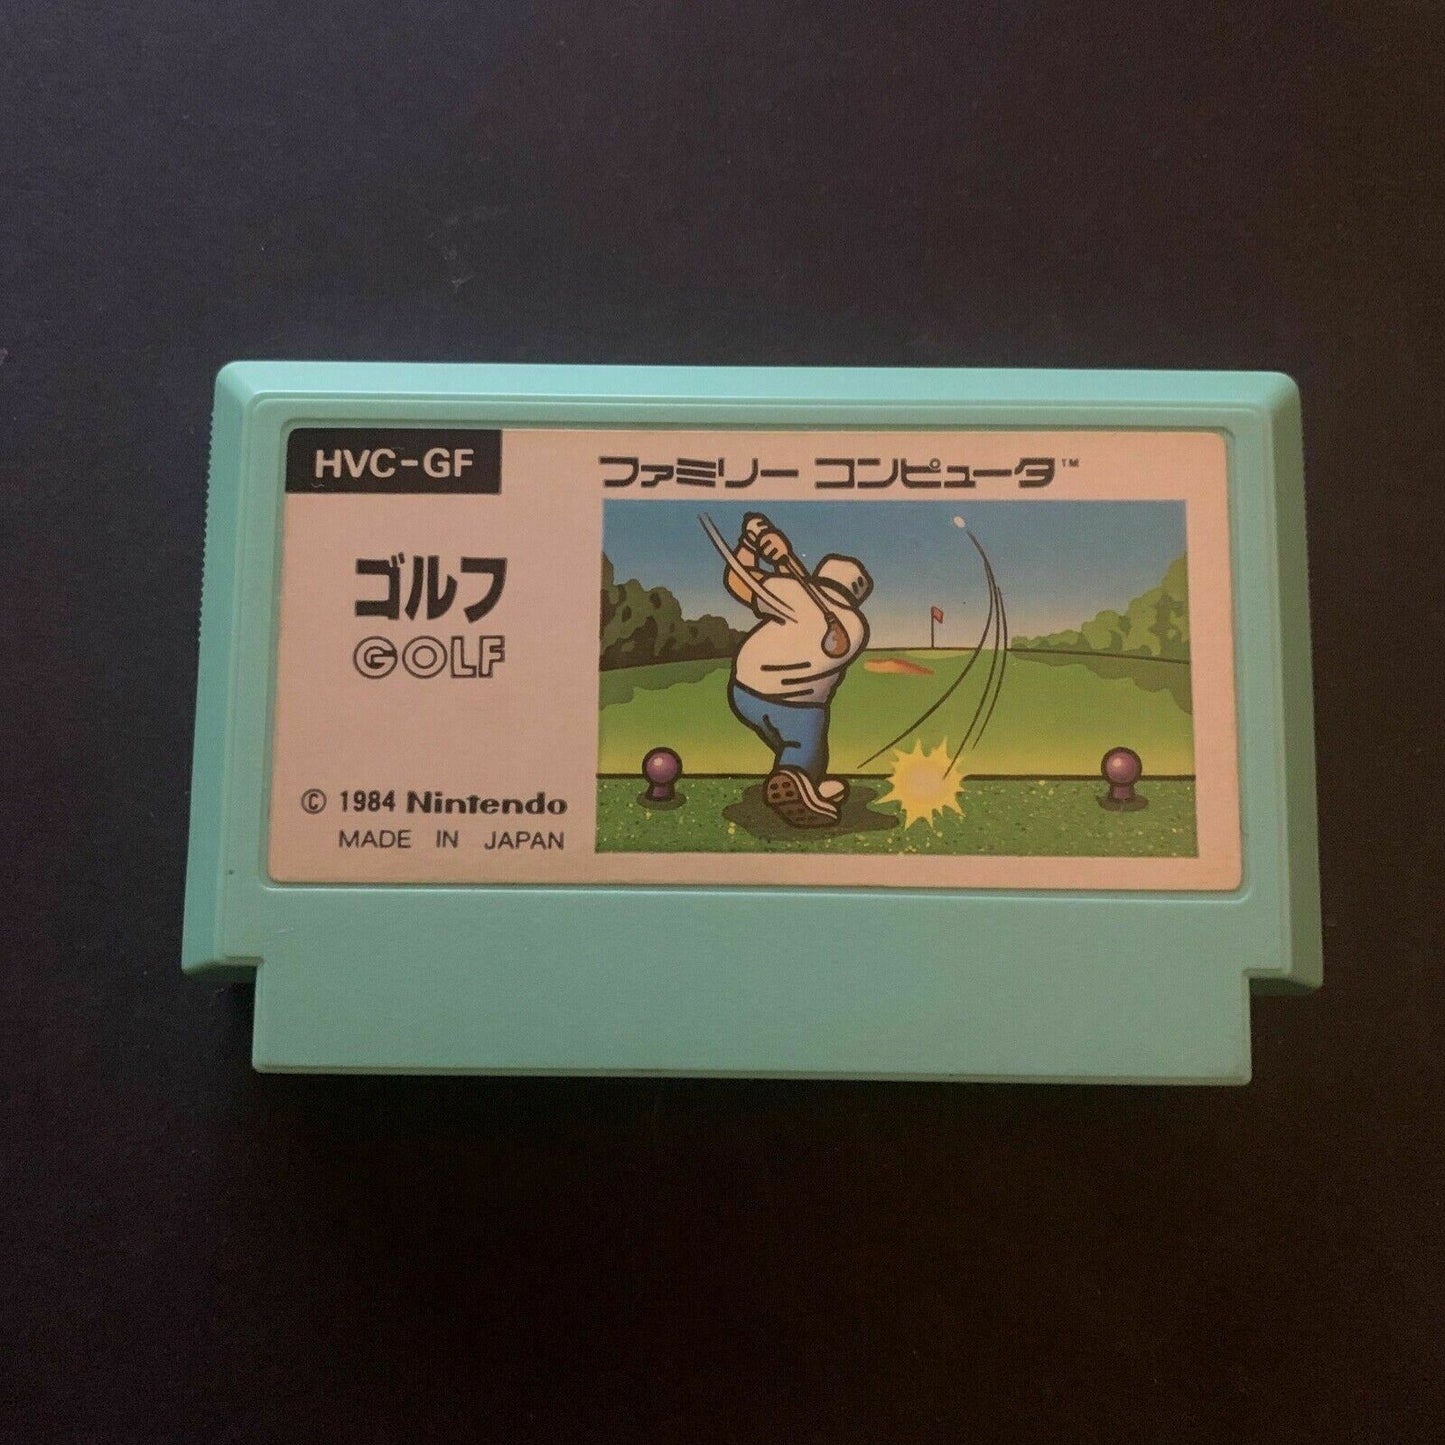 HVC-GF
ファミリー コンピュータ™
ゴルフ
GOLF
© 1984 Nintendo
MADE IN JAPAN